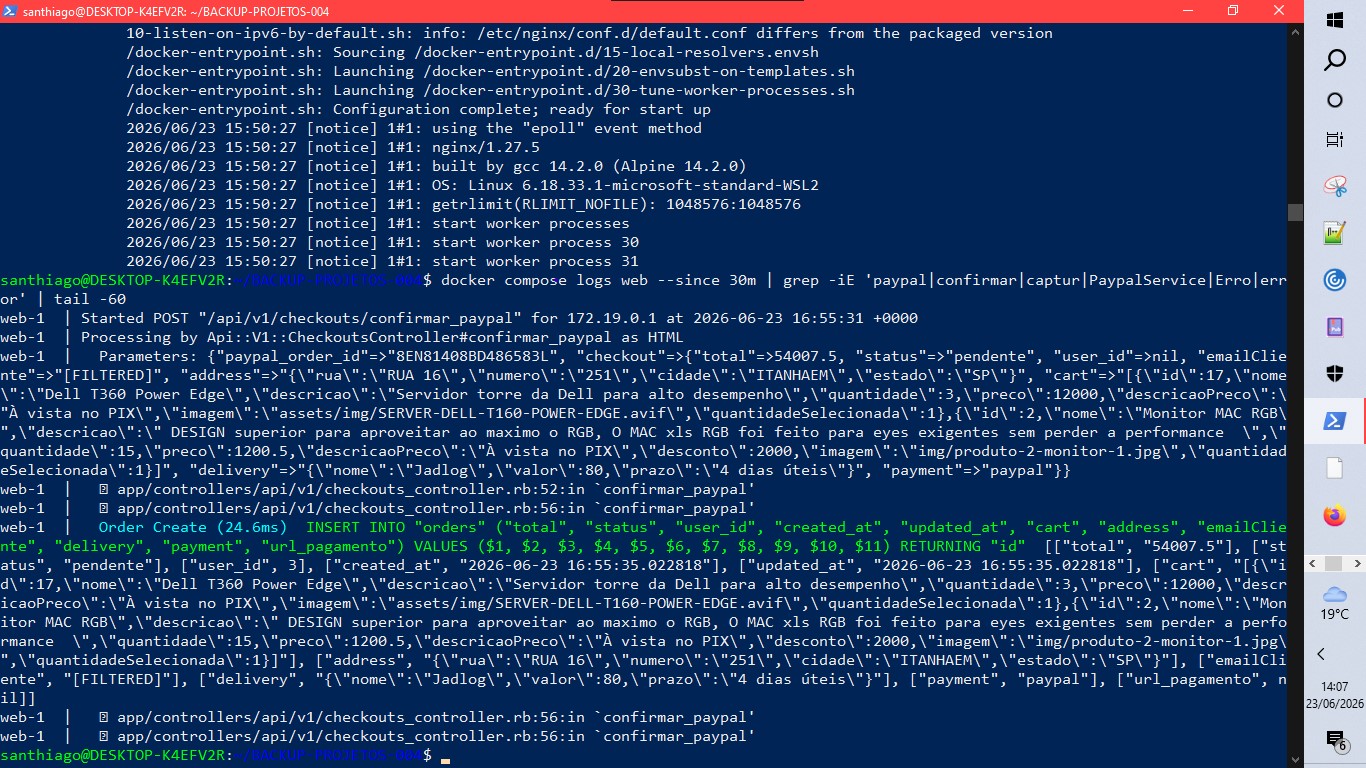 santhiago@DESKTOP-K4EFV2R: ~/BACKUP-PROJETOS-004
10-listen-on-ipv6-by-default.sh: info: /etc/nginx/conf.d/default.conf differs from the packaged version
/docker-entrypoint.sh: Sourcing /docker-entrypoint.d/15-local-resolvers.envsh
/docker-entrypoint.sh: Launching /docker-entrypoint.d/20-envsubst-on-templates.sh
/docker-entrypoint.sh: Launching /docker-entrypoint.d/30-tune-worker-processes.sh
/docker-entrypoint.sh: Configuration complete; ready for start up
2026/06/23 15:50:27 [notice] 1#1: using the "epoll" event method
2026/06/23 15:50:27 [notice] 1#1: nginx/1.27.5
2026/06/23 15:50:27 [notice] 1#1: built by gcc 14.2.0 (Alpine 14.2.0)
2026/06/23 15:50:27 [notice] 1#1: OS: Linux 6.18.33.1-microsoft-standard-WSL2
2026/06/23 15:50:27 [notice] 1#1: getrlimit(RLIMIT_NOFILE): 1048576:1048576
2026/06/23 15:50:27 [notice] 1#1: start worker processes
2026/06/23 15:50:27 [notice] 1#1: start worker process 30
2026/06/23 15:50:27 [notice] 1#1: start worker process 31
santhiago@DESKTOP-K4EFV2R:~/BACKUP-PROJETOS-004$ docker compose logs web --since 30m | grep -iE 'paypal|confirmar|captur|PaypalService|Erro|err
or' | tail -60
web-1  | Started POST "/api/v1/checkouts/confirmar_paypal" for 172.19.0.1 at 2026-06-23 16:55:31 +0000
web-1  | Processing by Api::V1::CheckoutsController#confirmar_paypal as HTML
web-1  |   Parameters: {"paypal_order_id"=>"8EN81408BD486583L", "checkout"=>{"total"=>54007.5, "status"=>"pendente", "user_id"=>nil, "emailClie
nte"=>"[FILTERED]", "address"=>"{\"rua\":\"RUA 16\",\"numero\":\"251\",\"cidade\":\"ITANHAEM\",\"estado\":\"SP\"}", "cart"=>"[{\"id\":17,\"nome
\":\"Dell T360 Power Edge\",\"descricao\":\"Servidor torre da Dell para alto desempenho\",\"quantidade\":3,\"preco\":12000,\"descricaoPreco\":\
"À vista no PIX\",\"imagem\":\"assets/img/SERVER-DELL-T160-POWER-EDGE.avif\",\"quantidadeSelecionada\":1},{\"id\":2,\"nome\":\"Monitor MAC RGB\
",\"descricao\":\" DESIGN superior para aproveitar ao maximo o RGB, O MAC xls RGB foi feito para eyes exigentes sem perder a performance  \",\"
quantidade\":15,\"preco\":1200.5,\"descricaoPreco\":\"À vista no PIX\",\"desconto\":2000,\"imagem\":\"img/produto-2-monitor-1.jpg\",\"quantidad
eSelecionada\":1}]", "delivery"=>"{\"nome\":\"Jadlog\",\"valor\":80,\"prazo\":\"4 dias úteis\"}", "payment"=>"paypal"}}
web-1  |   app/controllers/api/v1/checkouts_controller.rb:52:in `confirmar_paypal'
web-1  |   app/controllers/api/v1/checkouts_controller.rb:56:in `confirmar_paypal'
web-1  |   Order Create (24.6ms)  INSERT INTO "orders" ("total", "status", "user_id", "created_at", "updated_at", "cart", "address", "emailClie
nte", "delivery", "payment", "url_pagamento") VALUES ($1, $2, $3, $4, $5, $6, $7, $8, $9, $10, $11) RETURNING "id"  [["total", "54007.5"], ["st
atus", "pendente"], ["user_id", 3], ["created_at", "2026-06-23 16:55:35.022818"], ["updated_at", "2026-06-23 16:55:35.022818"], ["cart", "[{\"i
d\":17,\"nome\":\"Dell T360 Power Edge\",\"descricao\":\"Servidor torre da Dell para alto desempenho\",\"quantidade\":3,\"preco\":12000,\"descr
icaoPreco\":\"À vista no PIX\",\"imagem\":\"assets/img/SERVER-DELL-T160-POWER-EDGE.avif\",\"quantidadeSelecionada\":1},{\"id\":2,\"nome\":\"Mon
itor MAC RGB\",\"descricao\":\" DESIGN superior para aproveitar ao maximo o RGB, O MAC xls RGB foi feito para eyes exigentes sem perder a perfo
rmance  \",\"quantidade\":15,\"preco\":1200.5,\"descricaoPreco\":\"À vista no PIX\",\"desconto\":2000,\"imagem\":\"img/produto-2-monitor-1.jpg\
",\"quantidadeSelecionada\":1}]"], ["address", "{\"rua\":\"RUA 16\",\"numero\":\"251\",\"cidade\":\"ITANHAEM\",\"estado\":\"SP\"}"], ["emailCli
ente", "[FILTERED]"], ["delivery", "{\"nome\":\"Jadlog\",\"valor\":80,\"prazo\":\"4 dias úteis\"}"], ["payment", "paypal"], ["url_pagamento", n
il]]
web-1  |   app/controllers/api/v1/checkouts_controller.rb:56:in `confirmar_paypal'
web-1  |   app/controllers/api/v1/checkouts_controller.rb:56:in `confirmar_paypal'
santhiago@DESKTOP-K4EFV2R:~/BACKUP-PROJETOS-004$
19°C
14:07
23/06/2026
6